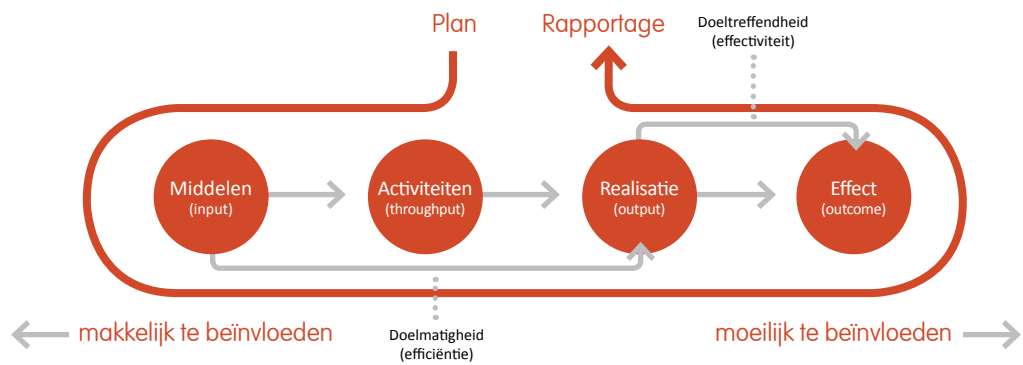 Plan
Rapportage
Doeltreffendheid
(effectiviteit)
Middelen
(input)
Activiteiten
(throughput)
Realisatie
(output)
Effect
(outcome)
makkelijk te beïnvloeden
Doelmatigheid
(efficiëntie)
moeilijk te beïnvloeden